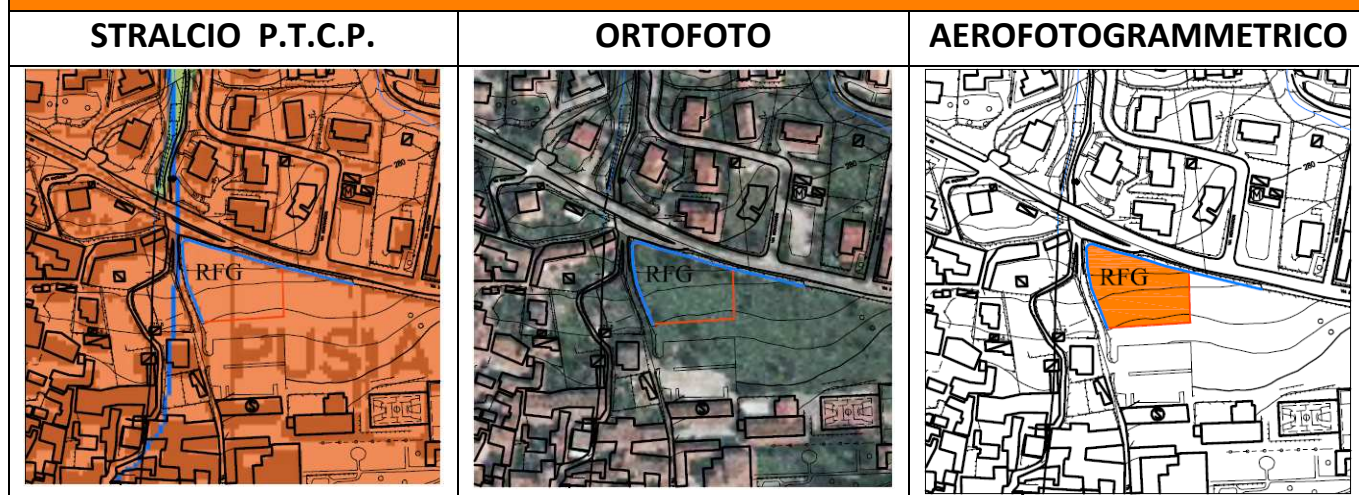 STRALCIO P.T.C.P.
ORTOFOTO
AEROFOTOGRAMMETRICO
RFG
PUSIA
RFG
280
RFG
280